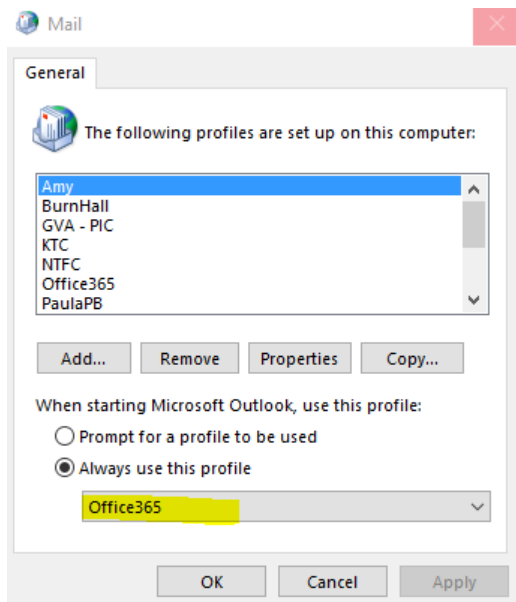 Mail
General
The following profiles are set up on this computer:
Amy
BurnHall
GVA - PIC
KTC
NTFC
Office365
PaulaPB
Add... Remove Properties Copy...
When starting Microsoft Outlook, use this profile:
Prompt for a profile to be used
Always use this profile
Office365
OK Cancel Apply